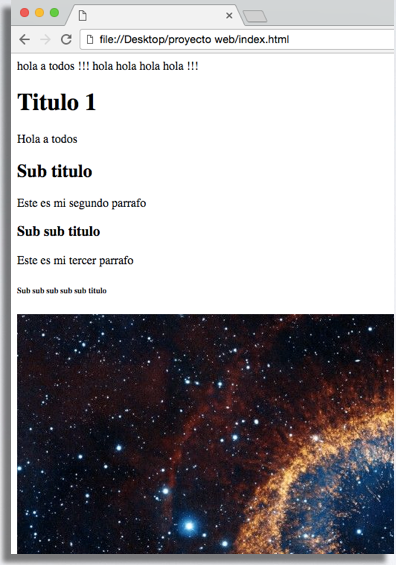 file://Desktop/proyecto web/index.html
hola a todos !!! hola hola hola hola !!!
Titulo 1
Hola a todos
Sub titulo
Este es mi segundo parrafo
Sub sub titulo
Este es mi tercer parrafo
Sub sub sub sub sub titulo